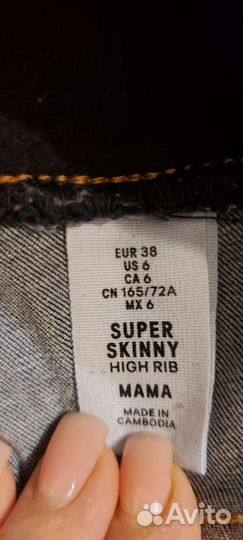 EUR 38
US 6
CA 6
CN 165/72A
MX 6
SUPER
SKINNY
HIGH RIB
MAMA
MADE IN
CAMBODIA
Avito